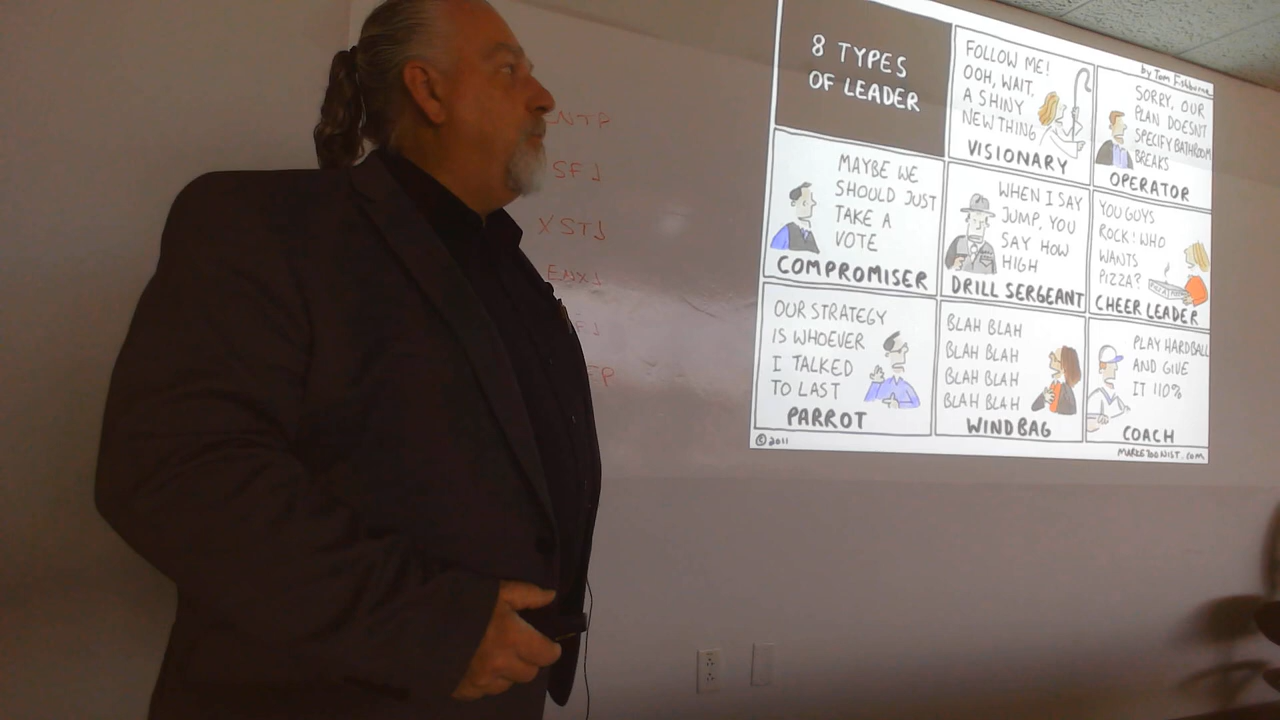 8 TYPES
OF LEADER
FOLLOW ME!
OOH, WAIT,
A SHINY
NEW THING
VISIONARY
by Tom Fishburne
SORRY, OUR
PLAN DOESN'T
SPECIFY BATHROOM
BREAKS
OPERATOR
MAYBE WE
SHOULD JUST
TAKE A
VOTE
COMPROMISER
WHEN I SAY
JUMP, YOU
SAY HOW
HIGH
DRILL SERGEANT
YOU GUYS
ROCK! WHO
WANTS
PIZZA?
CHEER LEADER
OUR STRATEGY
IS WHOEVER
I TALKED
TO LAST
PARROT
BLAH BLAH
BLAH BLAH
BLAH BLAH
BLAH BLAH
WINDBAG
PLAY HARDBALL
AND GIVE
IT 110%
COACH
© 2011
MARKETOONIST.com
XSTJ